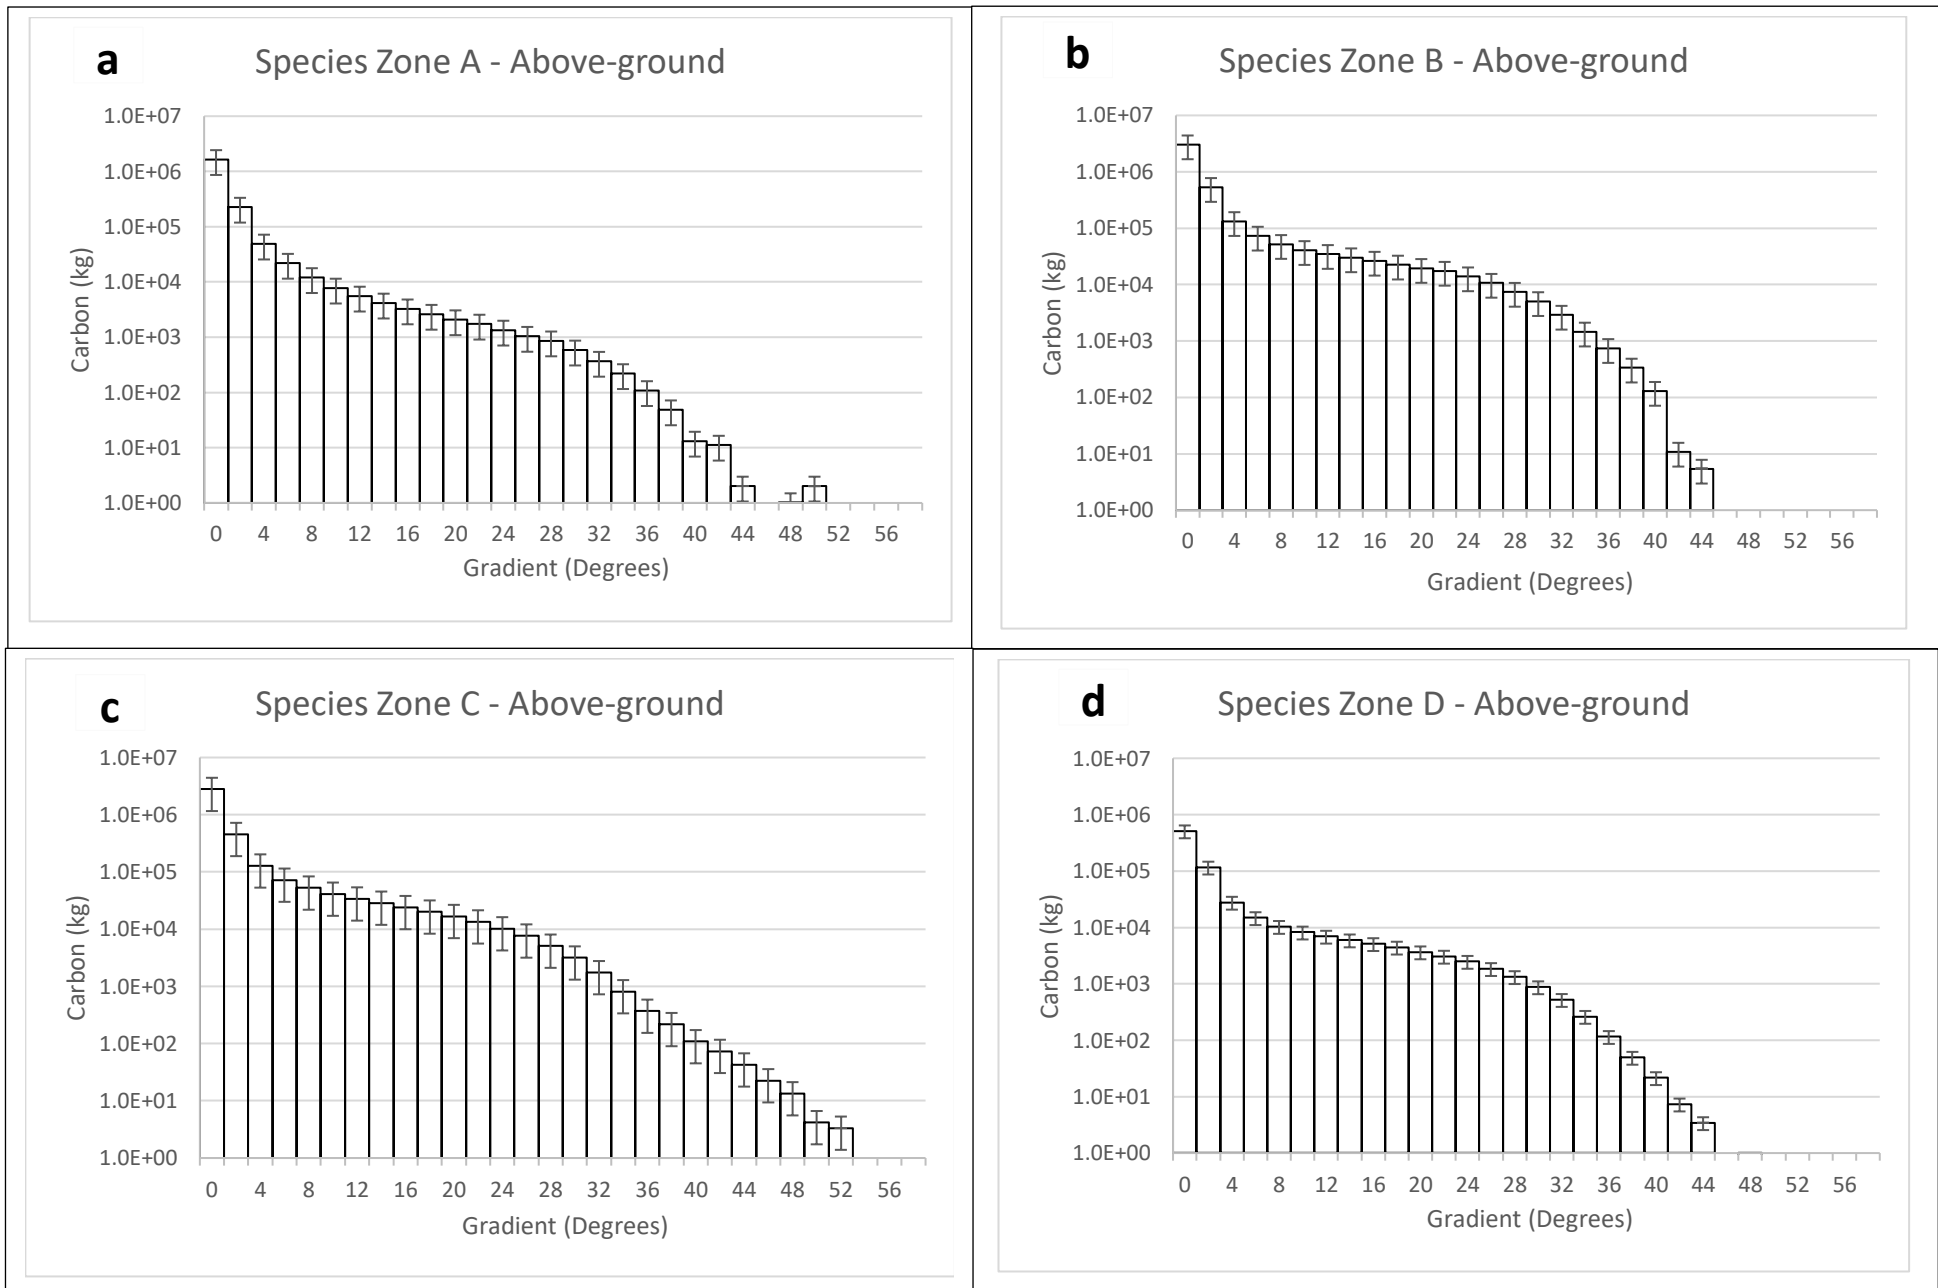 a
Species Zone A - Above-ground
1.0E+07
1.0E+06
1.0E+05
1.0E+04
1.0E+03
1.0E+02
1.0E+01
1.0E+00
Carbon (kg)
0 4 8 12 16 20 24 28 32 36 40 44 48 52 56
Gradient (Degrees)
b
Species Zone B - Above-ground
1.0E+07
1.0E+06
1.0E+05
1.0E+04
1.0E+03
1.0E+02
1.0E+01
1.0E+00
Carbon (kg)
0 4 8 12 16 20 24 28 32 36 40 44 48 52 56
Gradient (Degrees)
c
Species Zone C - Above-ground
1.0E+07
1.0E+06
1.0E+05
1.0E+04
1.0E+03
1.0E+02
1.0E+01
1.0E+00
Carbon (kg)
0 4 8 12 16 20 24 28 32 36 40 44 48 52 56
Gradient (Degrees)
d
Species Zone D - Above-ground
1.0E+07
1.0E+06
1.0E+05
1.0E+04
1.0E+03
1.0E+02
1.0E+01
1.0E+00
Carbon (kg)
0 4 8 12 16 20 24 28 32 36 40 44 48 52 56
Gradient (Degrees)